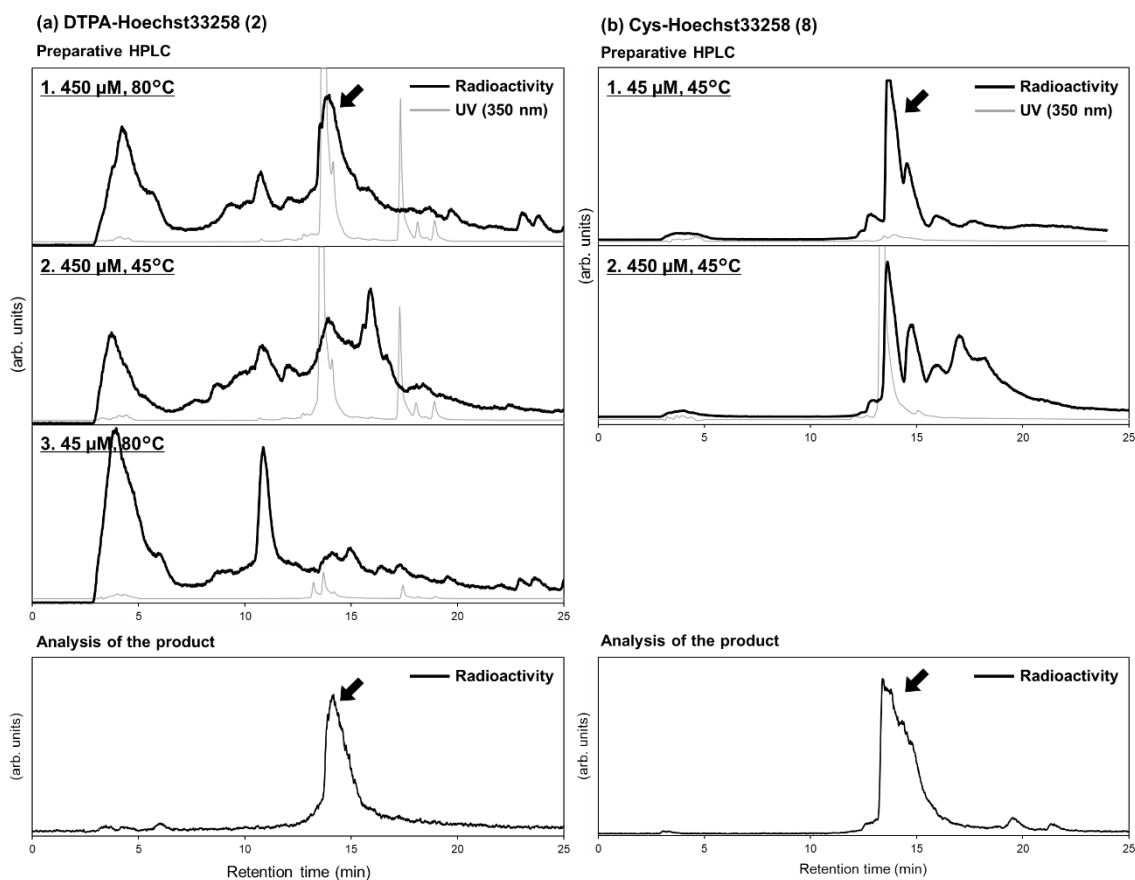 (a) DTPA-Hoechst33258 (2)
Preparative HPLC
1. 450 µM, 80°C
Radioactivity
UV (350 nm)
2. 450 µM, 45°C
3. 45 µM, 80°C
(arb. units)
0 5 10 15 20 25
Analysis of the product
Radioactivity
(arb. units)
0 5 10 15 20 25
Retention time (min)
(b) Cys-Hoechst33258 (8)
Preparative HPLC
1. 45 µM, 45°C
Radioactivity
UV (350 nm)
2. 450 µM, 45°C
(arb. units)
0 5 10 15 20 25
Analysis of the product
Radioactivity
(arb. units)
0 5 10 15 20 25
Retention time (min)